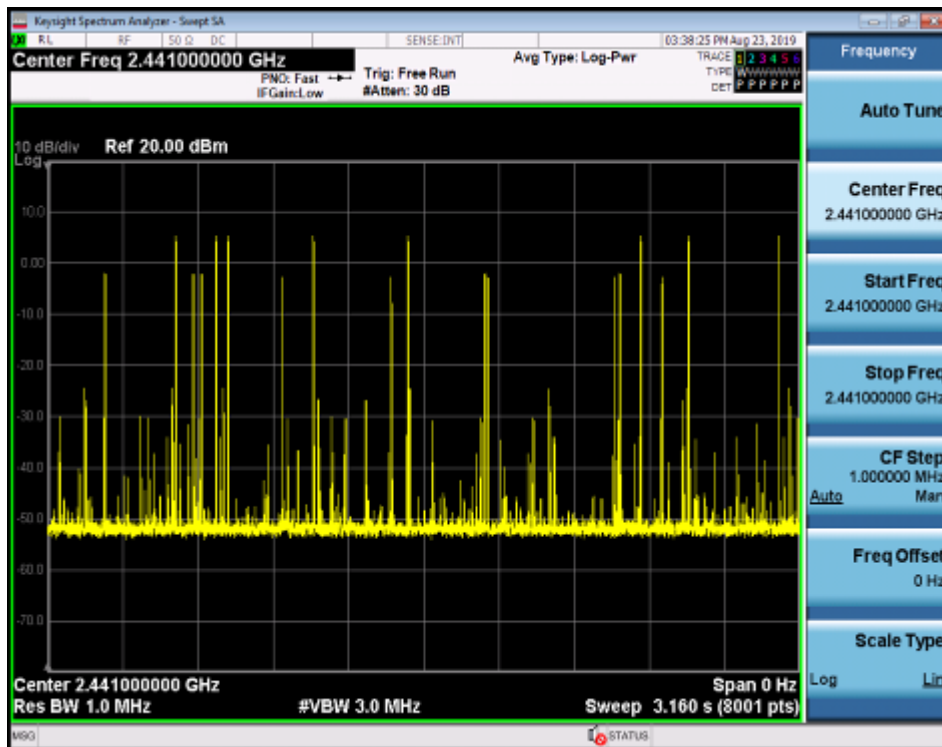 Keysight Spectrum Analyzer - Swept SA
RL RF 50 Ω DC SENSE:INT 03:38:25 PM Aug 23, 2019
Center Freq 2.441000000 GHz
PNO: Fast
IFGain:Low
Trig: Free Run
#Atten: 30 dB
Avg Type: Log-Pwr
TRACE 1 2 3 4 5 6
TYPE
DET P P P P P P
10 dB/div Ref 20.00 dBm
Log
10.0
0.00
-10.0
-20.0
-30.0
-40.0
-50.0
-60.0
-70.0
Center 2.441000000 GHz Span 0 Hz
Res BW 1.0 MHz #VBW 3.0 MHz Sweep 3.160 s (8001 pts)
MSG STATUS
Frequency
Auto Tune
Center Freq
2.441000000 GHz
Start Freq
2.441000000 GHz
Stop Freq
2.441000000 GHz
CF Step
1.000000 MHz
Auto Man
Freq Offset
0 Hz
Scale Type
Log Lin